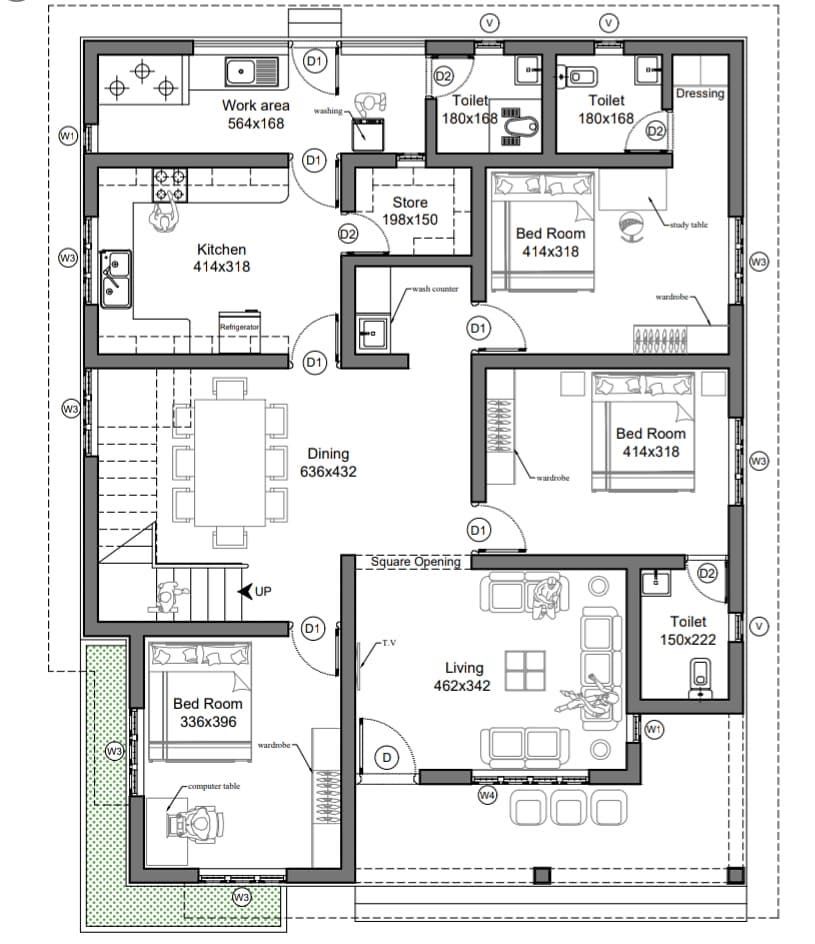 V
V
D1
D2
Work area
564x168
washing
Toilet
180x168
Toilet
180x168
Dressing
D2
W1
D1
Store
198x150
D2
Bed Room
414x318
study table
Kitchen
414x318
W3
W3
wash counter
wardrobe
Refrigerator
D1
D1
W3
Dining
636x432
Bed Room
414x318
wardrobe
W3
D1
Square Opening
D2
UP
D1
Toilet
150x222
V
T.V
Living
462x342
Bed Room
336x396
wardrobe
W3
D
W1
computer table
W4
W3